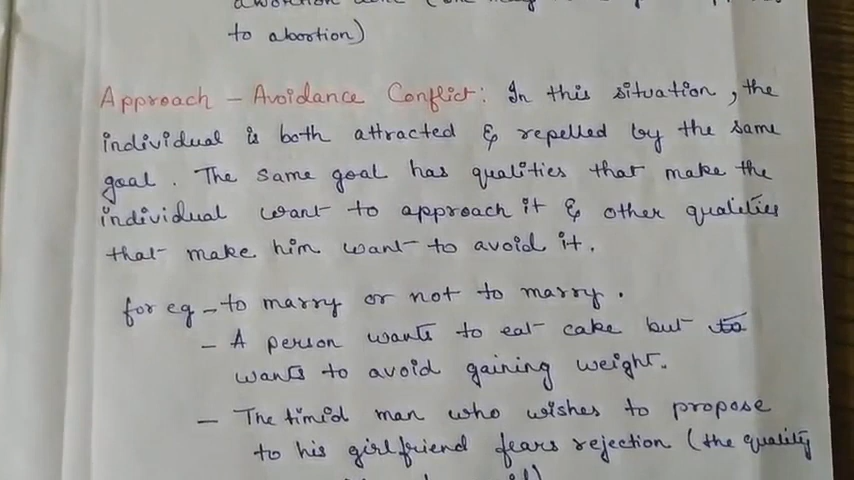 to abortion)
Approach - Avoidance Conflict: In this situation, the
individual is both attracted & repelled by the same
goal. The same goal has qualities that make the
individual want to approach it & other qualities
that make him want to avoid it.
for eg - to marry or not to marry.
- A person wants to eat cake but to
wants to avoid gaining weight.
- The timid man who wishes to propose
to his girlfriend fears rejection (the quality